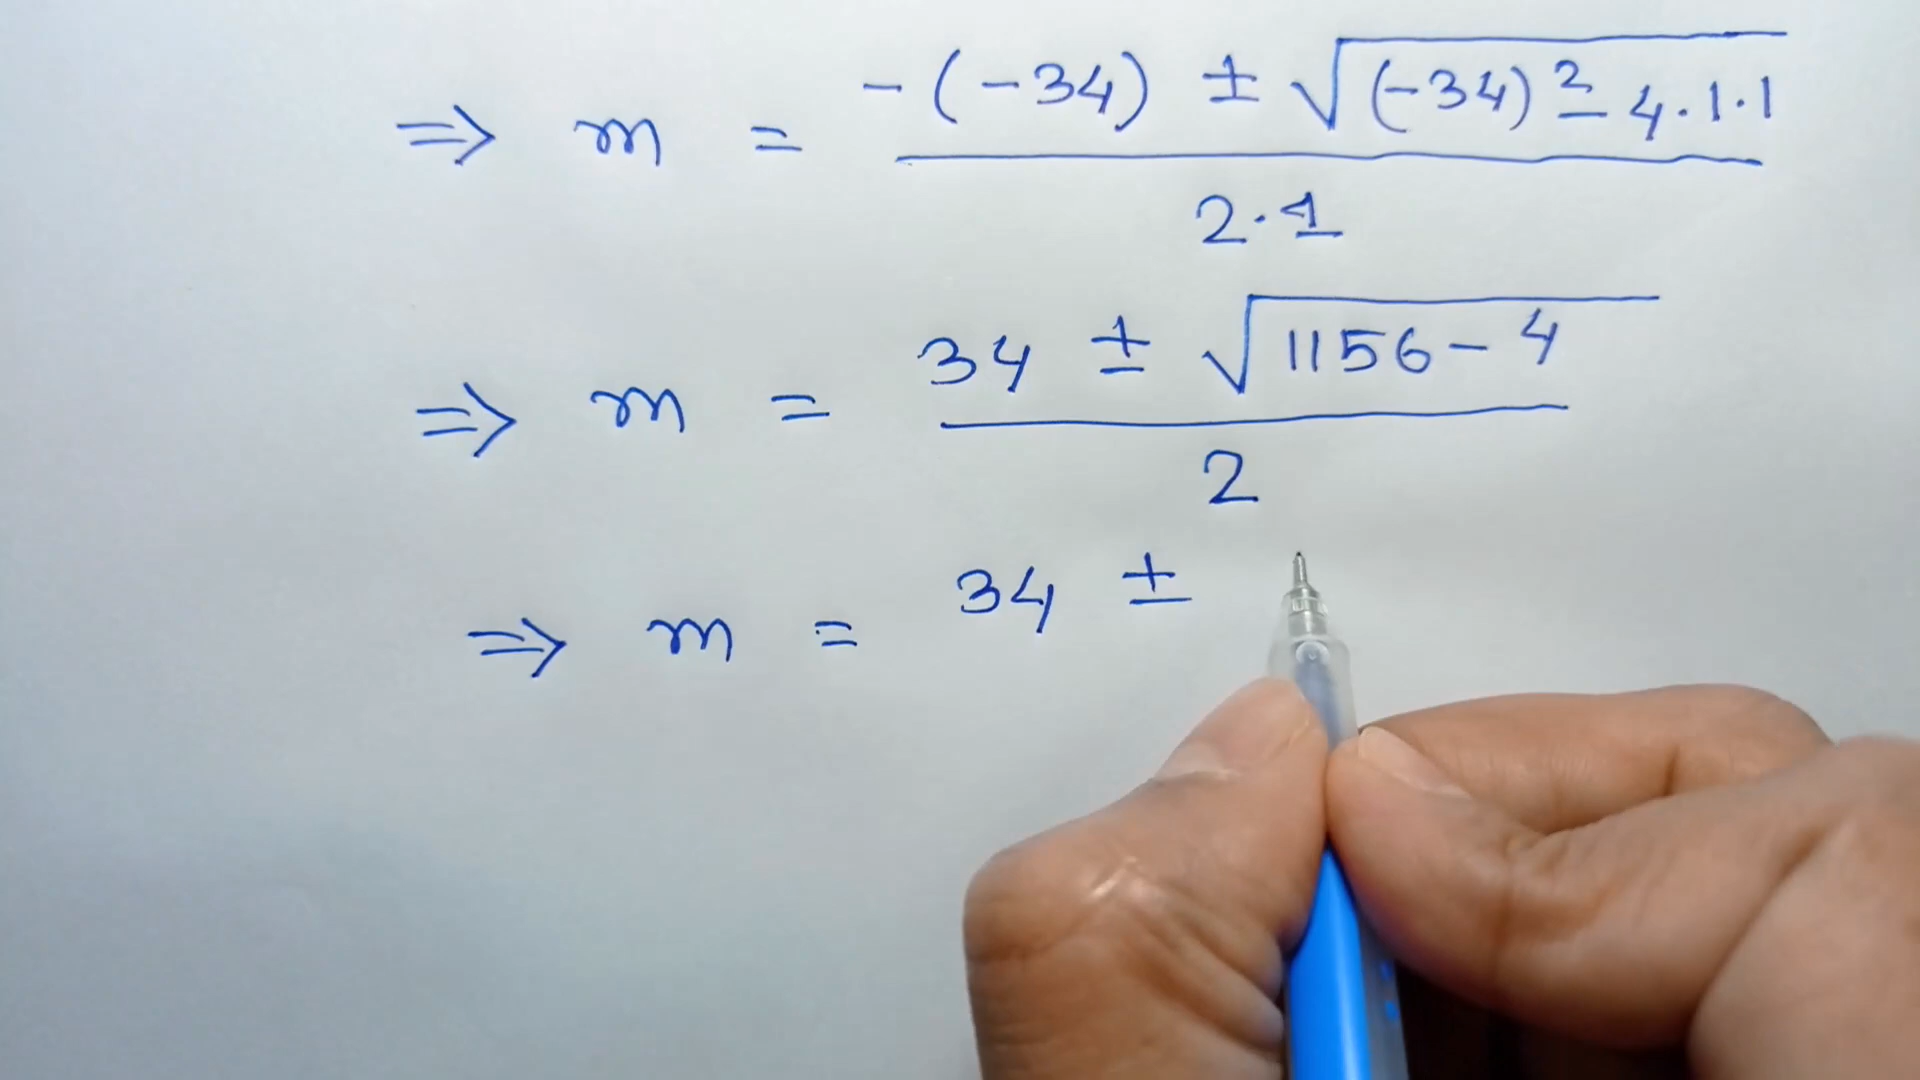 ⇒ m = -(-34) ± √((-34)² - 4·1·1) / 2·1
⇒ m = 34 ± √(1156 - 4) / 2
⇒ m = 34 ±